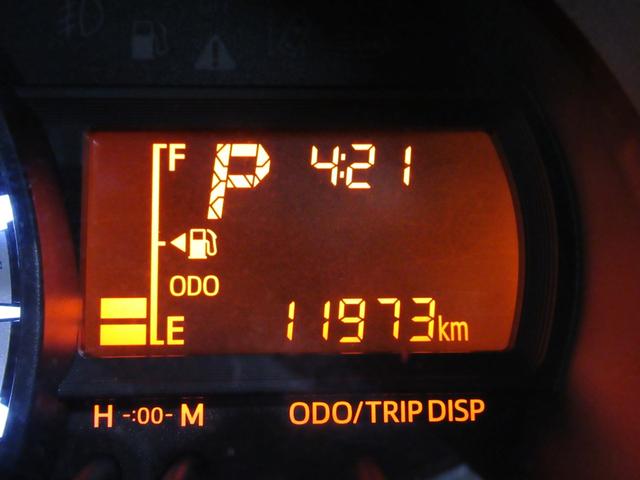 F P 4:21
ODO
E 11973km
H -:00- M ODO/TRIP DISP